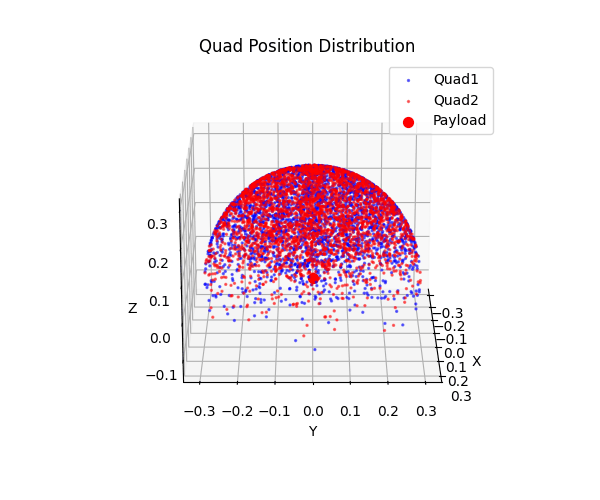 Quad Position Distribution
Quad1
Quad2
Payload
0.3
0.2
0.1
0.0
−0.1
Z
−0.3
−0.2
−0.1
0.0
0.1
0.2
0.3
X
−0.3 −0.2 −0.1 0.0 0.1 0.2 0.3
Y